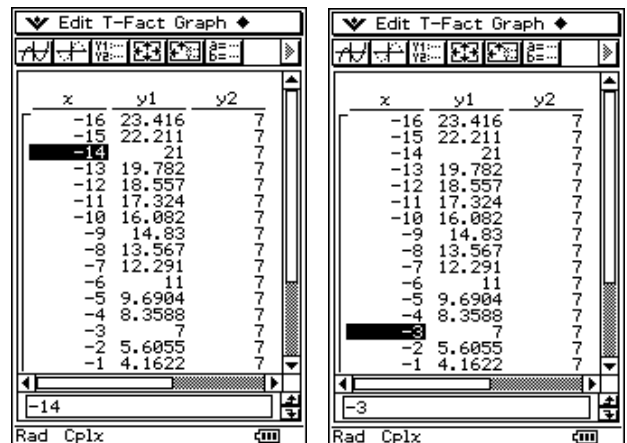 Edit T-Fact Graph ◆
x y1 y2
-16 23.416 7
-15 22.211 7
-14 21 7
-13 19.782 7
-12 18.557 7
-11 17.324 7
-10 16.082 7
-9 14.83 7
-8 13.567 7
-7 12.291 7
-6 11 7
-5 9.6904 7
-4 8.3588 7
-3 7 7
-2 5.6055 7
-1 4.1622 7
-14
Rad Cplx
Edit T-Fact Graph ◆
x y1 y2
-16 23.416 7
-15 22.211 7
-14 21 7
-13 19.782 7
-12 18.557 7
-11 17.324 7
-10 16.082 7
-9 14.83 7
-8 13.567 7
-7 12.291 7
-6 11 7
-5 9.6904 7
-4 8.3588 7
-3 7 7
-2 5.6055 7
-1 4.1622 7
-3
Rad Cplx